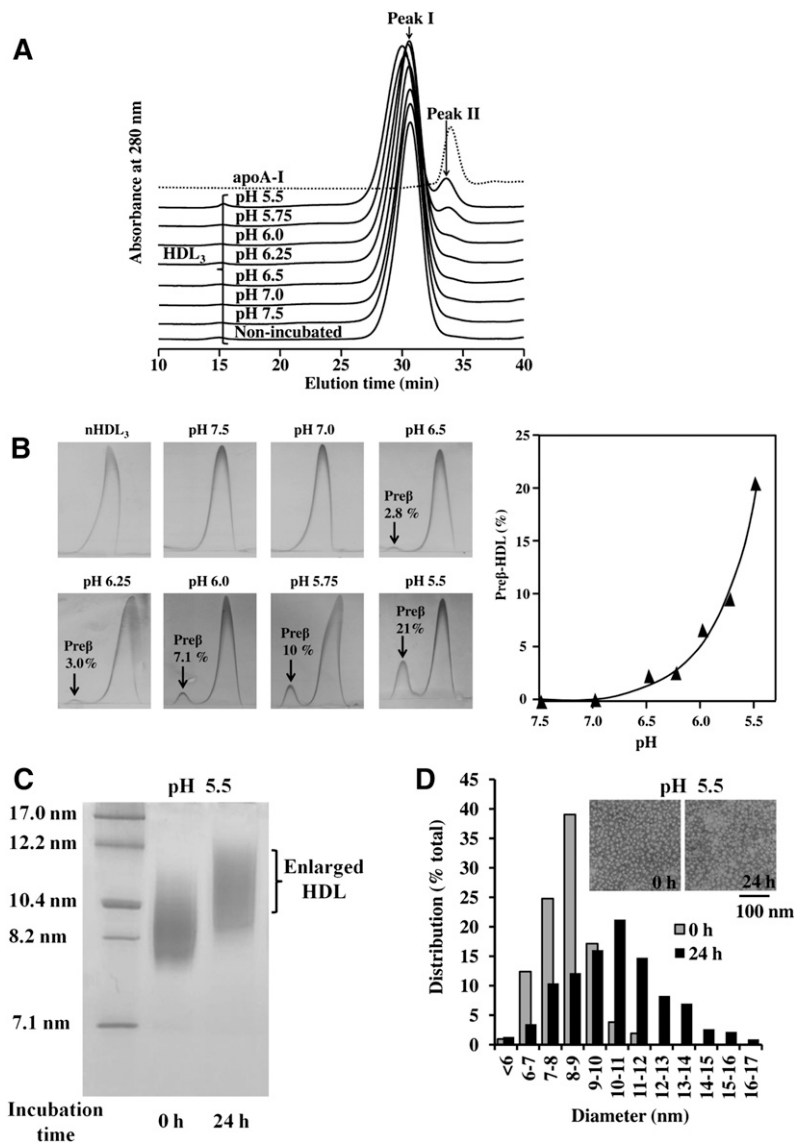 A
Peak I
Peak II
Absorbance at 280 nm
apoA-I
pH 5.5
pH 5.75
pH 6.0
HDL₃
pH 6.25
pH 6.5
pH 7.0
pH 7.5
Non-incubated
10 15 20 25 30 35 40
Elution time (min)
B
nHDL₃ pH 7.5 pH 7.0 pH 6.5
Preβ
2.8 %
pH 6.25 pH 6.0 pH 5.75 pH 5.5
Preβ
3.0%
Preβ
7.1 %
Preβ
10 %
Preβ
21%
Preβ-HDL (%)
25
20
15
10
5
0
7.5 7.0 6.5 6.0 5.5
pH
C
pH 5.5
17.0 nm
12.2 nm
10.4 nm
8.2 nm
7.1 nm
Enlarged
HDL
Incubation
time
0 h 24 h
D
pH 5.5
Distribution (% total)
45
40
35
30
25
20
15
10
5
0
0 h 24 h
100 nm
0 h
24 h
<6 6-7 7-8 8-9 9-10 10-11 11-12 12-13 13-14 14-15 15-16 16-17
Diameter (nm)